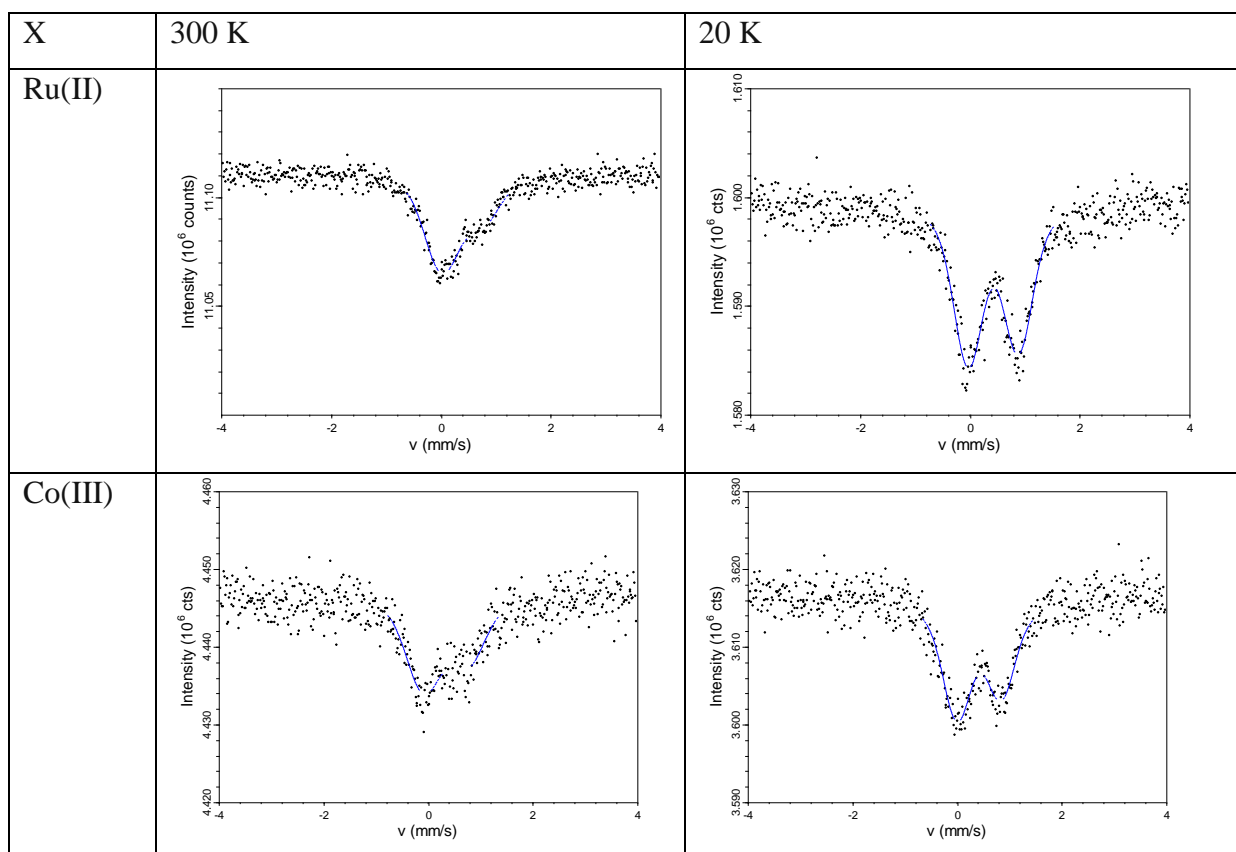 X 300 K 20 K
Ru(II)
Intensity (10⁶ counts)
11.10
11.05
-4 -2 0 2 4
v (mm/s)
Intensity (10⁶ cts)
1.610
1.600
1.590
1.580
-4 -2 0 2 4
v (mm/s)
Co(III)
Intensity (10⁶ cts)
4.460
4.450
4.440
4.430
4.420
-4 -2 0 2 4
v (mm/s)
Intensity (10⁶ cts)
3.630
3.620
3.610
3.600
3.590
-4 -2 0 2 4
v (mm/s)